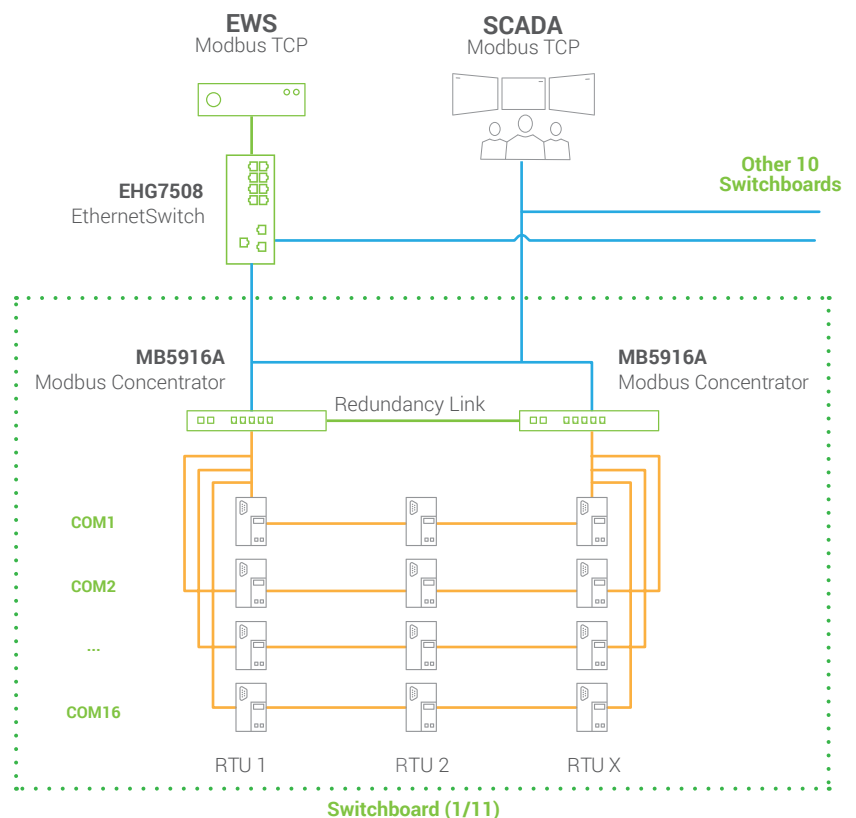 EWS
Modbus TCP
SCADA
Modbus TCP
Other 10
Switchboards
EHG7508
EthernetSwitch
MB5916A
Modbus Concentrator
MB5916A
Modbus Concentrator
Redundancy Link
COM1
COM2
...
COM16
RTU 1
RTU 2
RTU X
Switchboard (1/11)